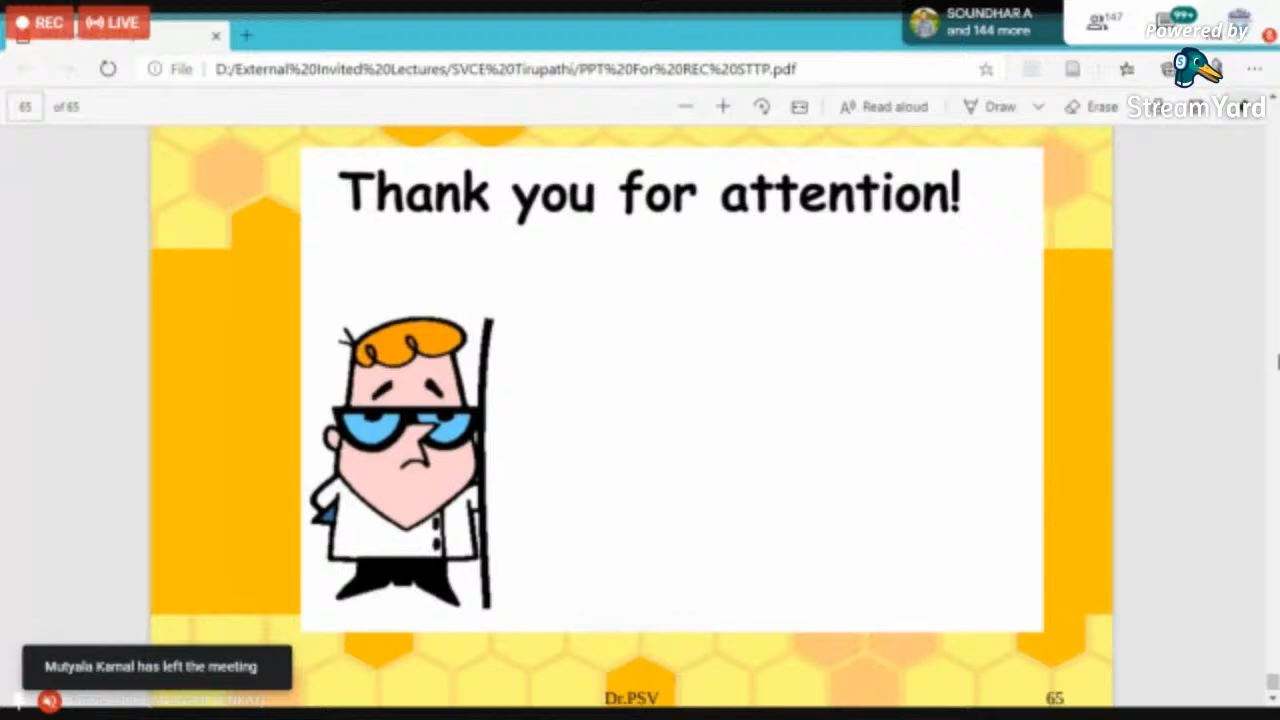 REC
LIVE
SOUNDHAR A
and 144 more
147
99+
Powered by
StreamYard
File
D:/External%20Invited%20Lectures/SVCE%20Tirupathi/PPT%20For%20REC%20STTP.pdf
65 of 65
Read aloud
Draw
Erase
Thank you for attention!
Mutyala Kamal has left the meeting
Dr.PSV
65